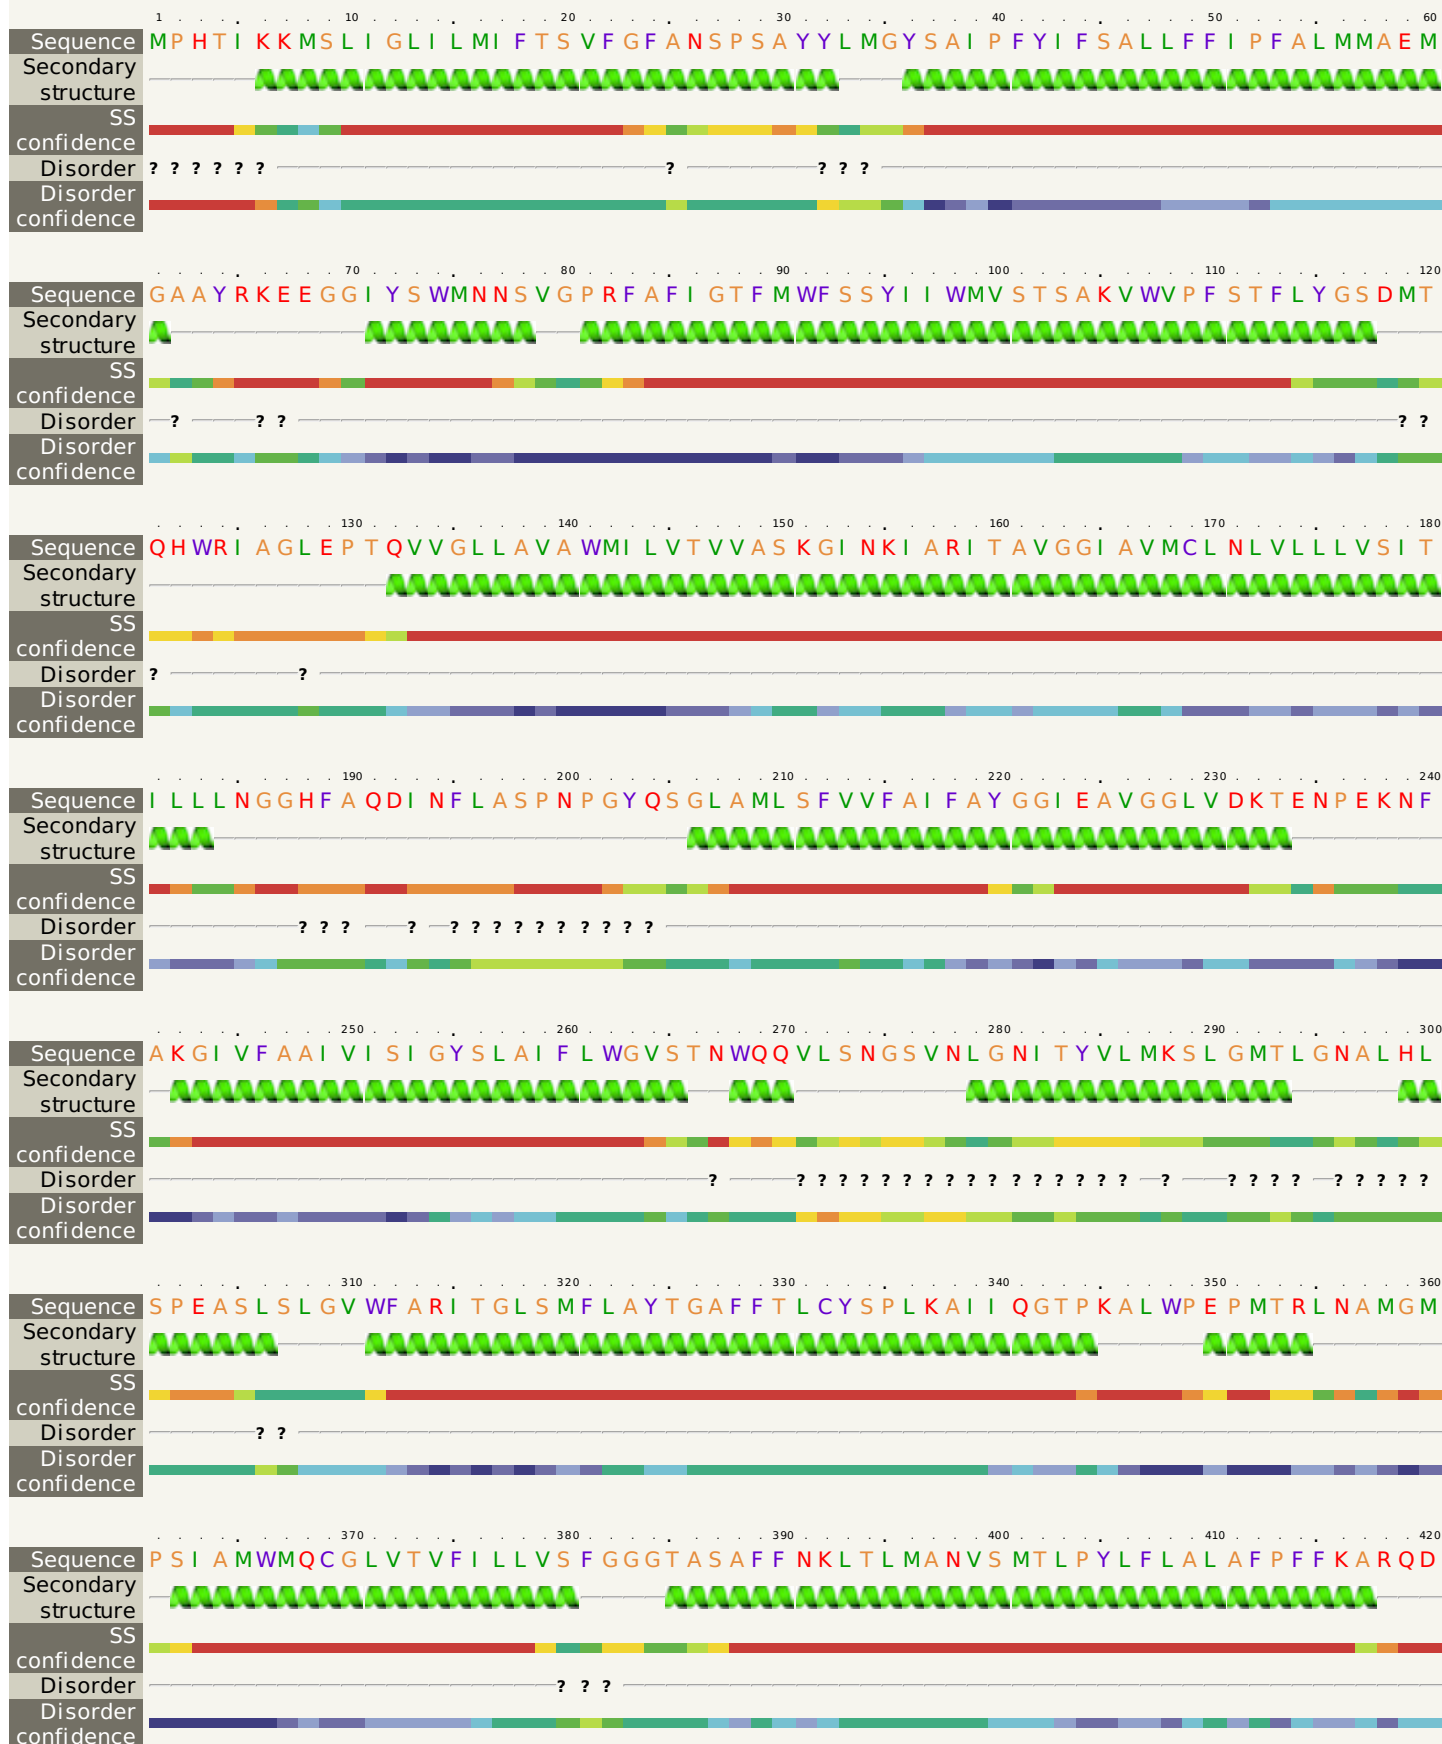 1 10 20 30 40 50 60
Sequence MPHTIKKMSLIGLILMIFTSVFGFANSPSAYYLMGYSAIPFYIFSALLFFIPFALMMAEM
Secondary
structure
SS
confidence
Disorder ? ? ? ? ? ? ? ? ? ?
Disorder
confidence
70 80 90 100 110 120
Sequence GAAYRKEEGGIYSWMNNSVGPRFAFIGTFMWFSSYIIWMVSTSAKVWVPFSTFLYGSDMT
Secondary
structure
SS
confidence
Disorder ? ? ? ? ?
Disorder
confidence
130 140 150 160 170 180
Sequence QHWRIAGLEPTQVVGLLAVAWMILVTVVASKGINKIARITAVGGIAVMCLNLVLLLVSIT
Secondary
structure
SS
confidence
Disorder ? ?
Disorder
confidence
190 200 210 220 230 240
Sequence ILLLNGGHFAQDINFLASPNPGYQSGLAMLSFVVFAIFAYGGIEAVGGLVDKTENPEKNF
Secondary
structure
SS
confidence
Disorder ? ? ? ? ? ? ? ? ? ? ? ? ? ?
Disorder
confidence
250 260 270 280 290 300
Sequence AKGIVFAAIVISIGYSLAIFLWGVSTNWQQVLSNGSVNLGNITYVLMKSLGMTLGNALHL
Secondary
structure
SS
confidence
Disorder ? ? ? ? ? ? ? ? ? ? ? ? ? ? ? ? ? ? ? ? ? ? ? ? ? ? ?
Disorder
confidence
310 320 330 340 350 360
Sequence SPEASLSLGVWFARITGLSMFLAYTGAFFTLCYSPLKAIIQGTPKALWPEPMTRLNAMGM
Secondary
structure
SS
confidence
Disorder ? ?
Disorder
confidence
370 380 390 400 410 420
Sequence PSIAMWMQCGLVTVFILLVSFGGGTASAFFNKLTLMANVSMTLPYLFLALAFPFFKARQD
Secondary
structure
SS
confidence
Disorder ? ? ?
Disorder
confidence